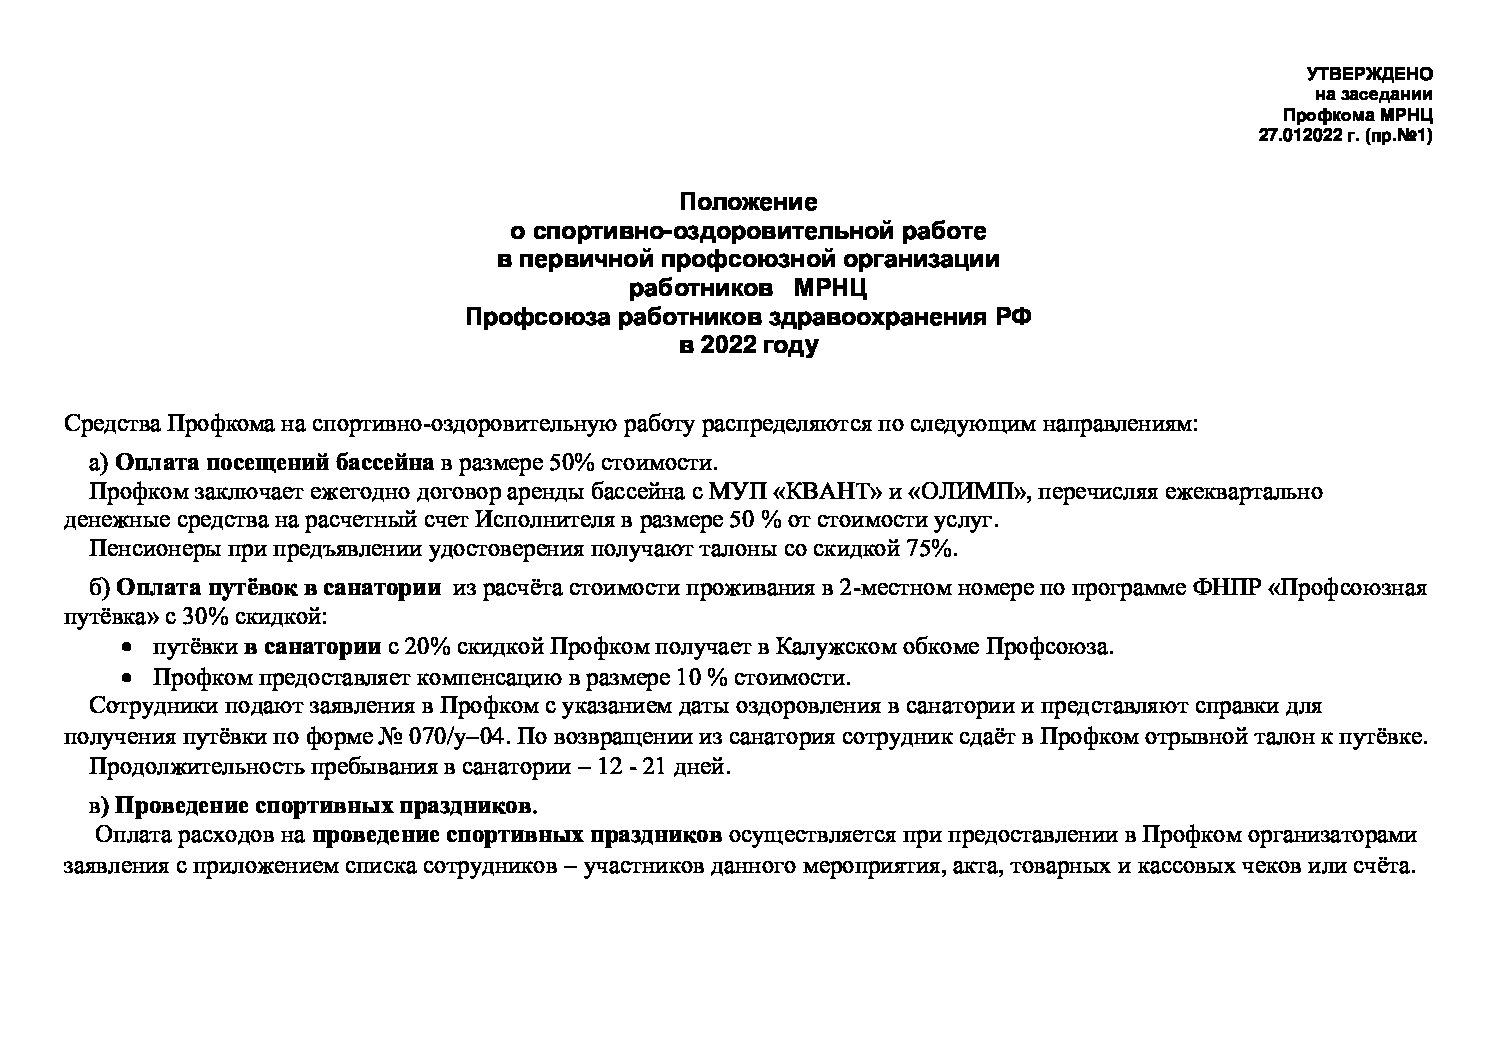 УТВЕРЖДЕНО
на заседании
Профкома МРНЦ
27.012022 г. (пр.№1)
Положение
о спортивно-оздоровительной работе
в первичной профсоюзной организации
работников МРНЦ
Профсоюза работников здравоохранения РФ
в 2022 году
Средства Профкома на спортивно-оздоровительную работу распределяются по следующим направлениям:
а) Оплата посещений бассейна в размере 50% стоимости.
Профком заключает ежегодно договор аренды бассейна с МУП «КВАНТ» и «ОЛИМП», перечисляя ежеквартально
денежные средства на расчетный счет Исполнителя в размере 50 % от стоимости услуг.
Пенсионеры при предъявлении удостоверения получают талоны со скидкой 75%.
б) Оплата путёвок в санатории из расчёта стоимости проживания в 2-местном номере по программе ФНПР «Профсоюзная
путёвка» с 30% скидкой:
• путёвки в санатории с 20% скидкой Профком получает в Калужском обкоме Профсоюза.
• Профком предоставляет компенсацию в размере 10 % стоимости.
Сотрудники подают заявления в Профком с указанием даты оздоровления в санатории и представляют справки для
получения путёвки по форме № 070/у–04. По возвращении из санатория сотрудник сдаёт в Профком отрывной талон к путёвке.
Продолжительность пребывания в санатории – 12 - 21 дней.
в) Проведение спортивных праздников.
Оплата расходов на проведение спортивных праздников осуществляется при предоставлении в Профком организаторами
заявления с приложением списка сотрудников – участников данного мероприятия, акта, товарных и кассовых чеков или счёта.